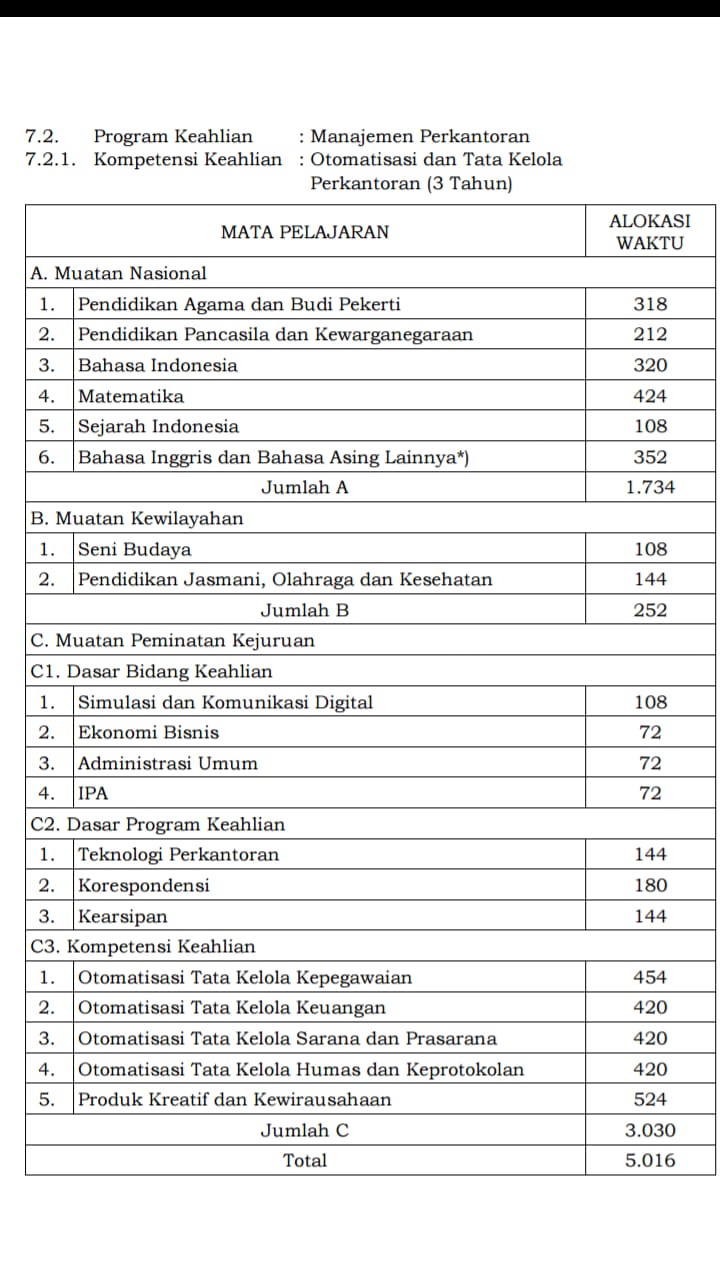 7.2. Program Keahlian : Manajemen Perkantoran
7.2.1. Kompetensi Keahlian : Otomatisasi dan Tata Kelola
Perkantoran (3 Tahun)
MATA PELAJARAN ALOKASI WAKTU
A. Muatan Nasional
1. Pendidikan Agama dan Budi Pekerti 318
2. Pendidikan Pancasila dan Kewarganegaraan 212
3. Bahasa Indonesia 320
4. Matematika 424
5. Sejarah Indonesia 108
6. Bahasa Inggris dan Bahasa Asing Lainnya*) 352
Jumlah A 1.734
B. Muatan Kewilayahan
1. Seni Budaya 108
2. Pendidikan Jasmani, Olahraga dan Kesehatan 144
Jumlah B 252
C. Muatan Peminatan Kejuruan
C1. Dasar Bidang Keahlian
1. Simulasi dan Komunikasi Digital 108
2. Ekonomi Bisnis 72
3. Administrasi Umum 72
4. IPA 72
C2. Dasar Program Keahlian
1. Teknologi Perkantoran 144
2. Korespondensi 180
3. Kearsipan 144
C3. Kompetensi Keahlian
1. Otomatisasi Tata Kelola Kepegawaian 454
2. Otomatisasi Tata Kelola Keuangan 420
3. Otomatisasi Tata Kelola Sarana dan Prasarana 420
4. Otomatisasi Tata Kelola Humas dan Keprotokolan 420
5. Produk Kreatif dan Kewirausahaan 524
Jumlah C 3.030
Total 5.016